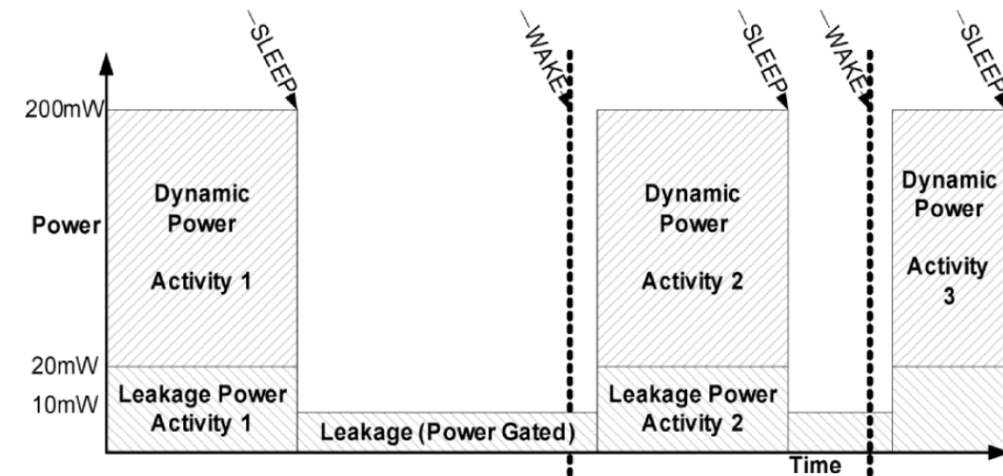 SLEEP
WAKE
SLEEP
WAKE
SLEEP
200mW
Dynamic
Power
Activity 1
Dynamic
Power
Activity 2
Dynamic
Power
Activity
3
Power
20mW
10mW
Leakage Power
Activity 1
Leakage (Power Gated)
Leakage Power
Activity 2
Time